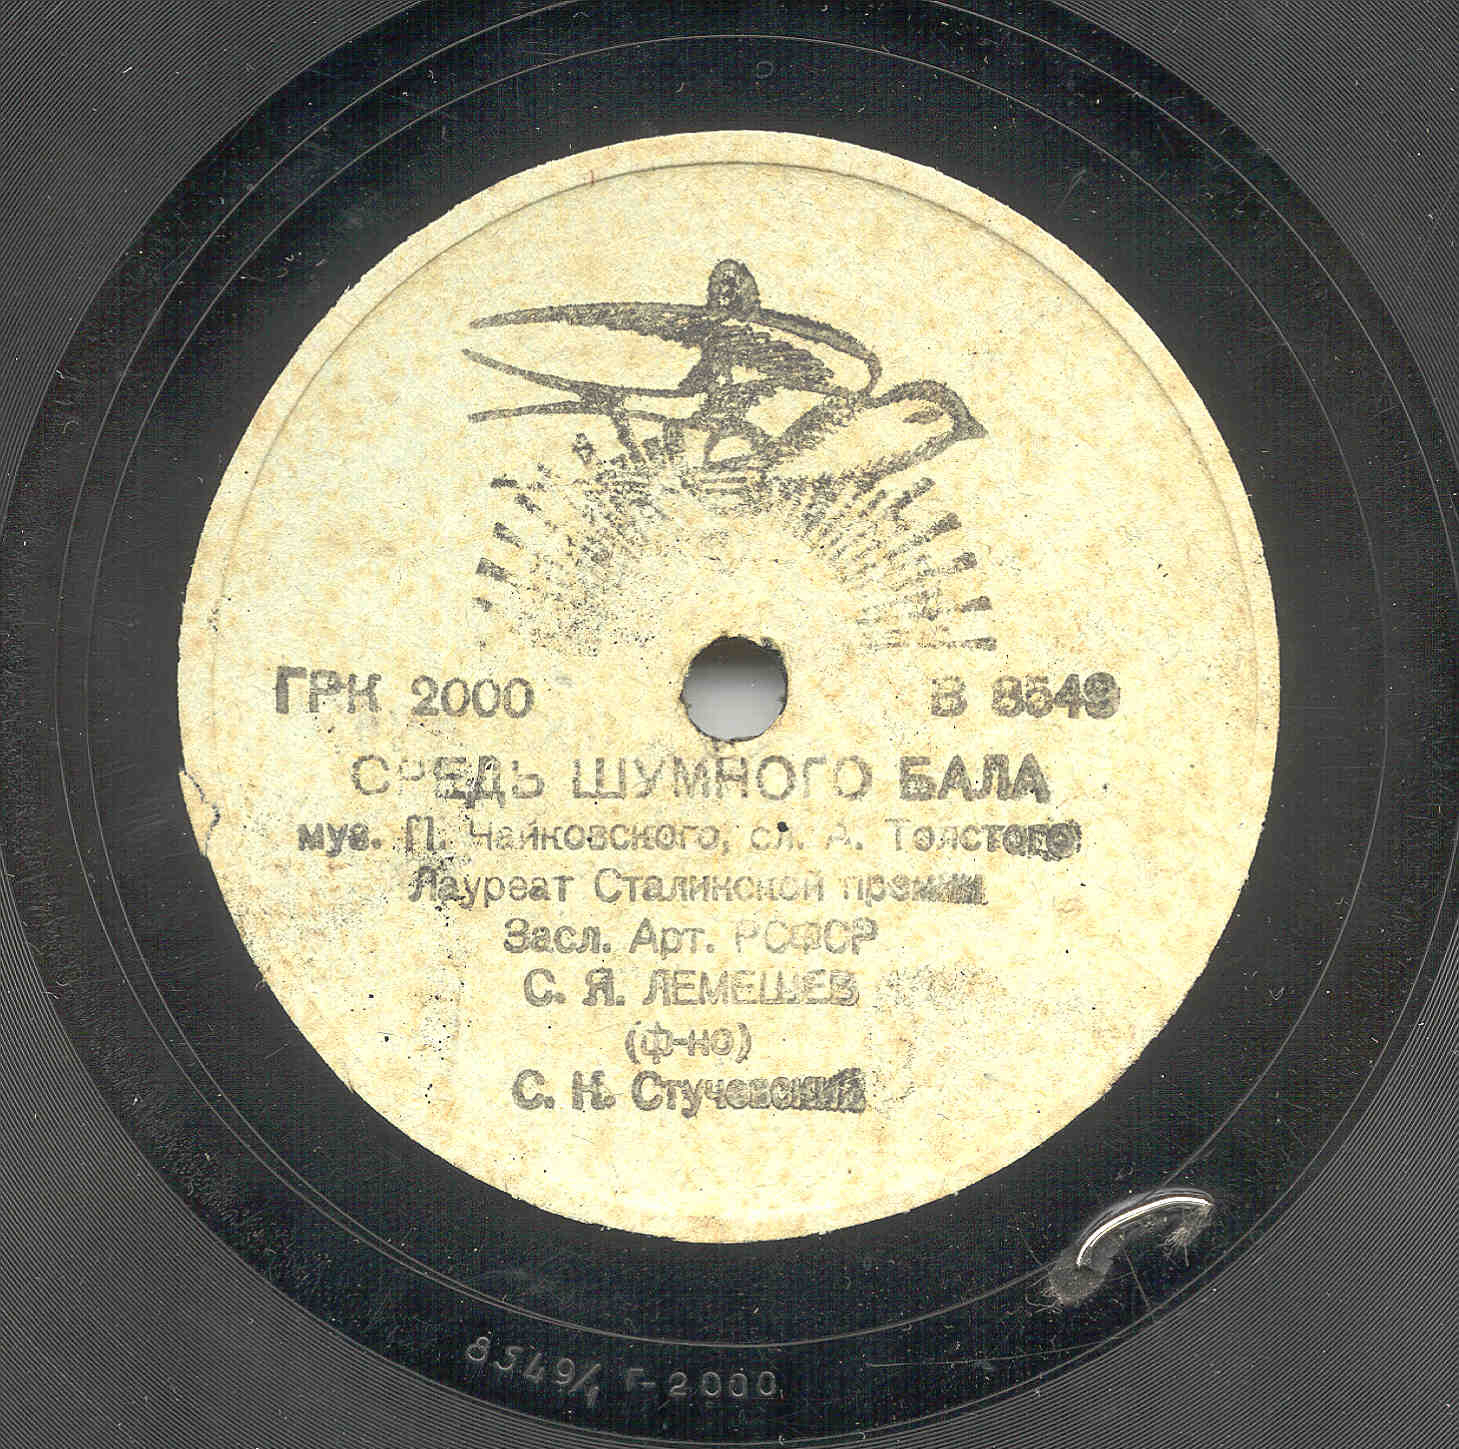 ГРК 2000 В 8549
СРЕДЬ ШУМНОГО БАЛА
муз. П. Чайковского, сл. А. Толстого
Лауреат Сталинской премии
Засл. Арт. РСФСР
С. Я. ЛЕМЕШЕВ
(ф-но)
С. Н. Стучевский
8549/1 Г-2000